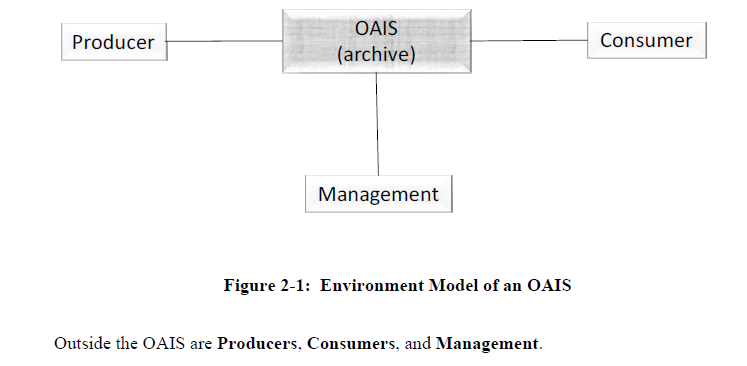 Producer
OAIS
(archive)
Consumer
Management
Figure 2-1: Environment Model of an OAIS
Outside the OAIS are Producers, Consumers, and Management.